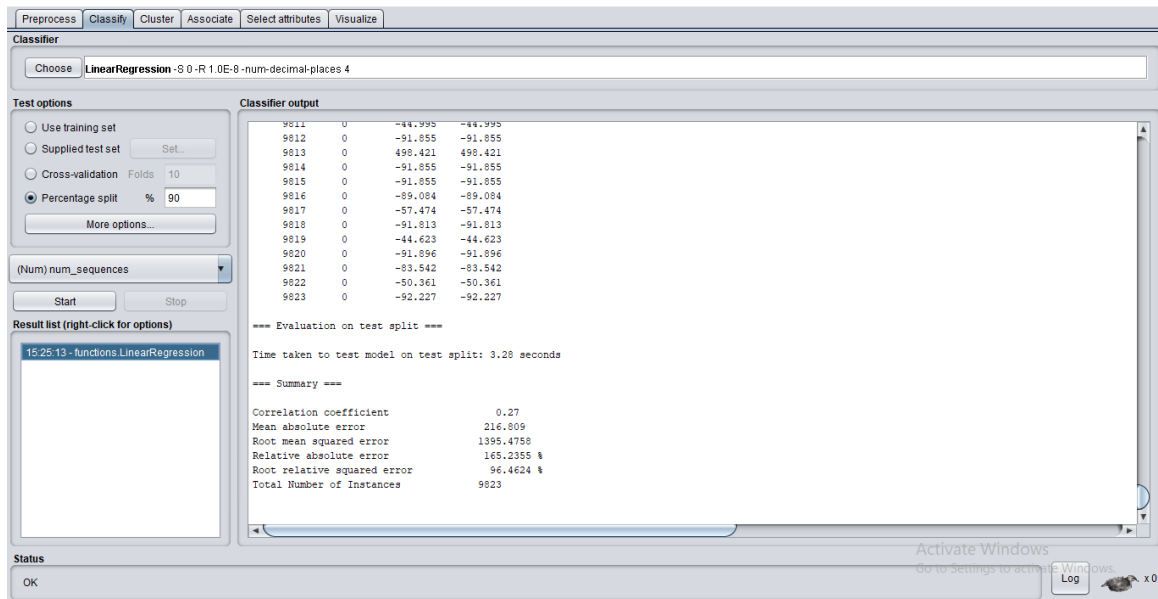 Preprocess Classify Cluster Associate Select attributes Visualize
Classifier
Choose LinearRegression -S 0 -R 1.0E-8 -num-decimal-places 4
Test options
Use training set
Supplied test set Set...
Cross-validation Folds 10
Percentage split % 90
More options...
(Num) num_sequences
Start Stop
Result list (right-click for options)
15:25:13 - functions.LinearRegression
Classifier output
9811 0 -44.995 -44.995
9812 0 -91.855 -91.855
9813 0 498.421 498.421
9814 0 -91.855 -91.855
9815 0 -91.855 -91.855
9816 0 -89.084 -89.084
9817 0 -57.474 -57.474
9818 0 -91.813 -91.813
9819 0 -44.623 -44.623
9820 0 -91.896 -91.896
9821 0 -83.542 -83.542
9822 0 -50.361 -50.361
9823 0 -92.227 -92.227
=== Evaluation on test split ===
Time taken to test model on test split: 3.28 seconds
=== Summary ===
Correlation coefficient 0.27
Mean absolute error 216.809
Root mean squared error 1395.4758
Relative absolute error 165.2355 %
Root relative squared error 96.4624 %
Total Number of Instances 9823
Status
OK
Activate Windows
Go to Settings to activate Windows.
Log x 0